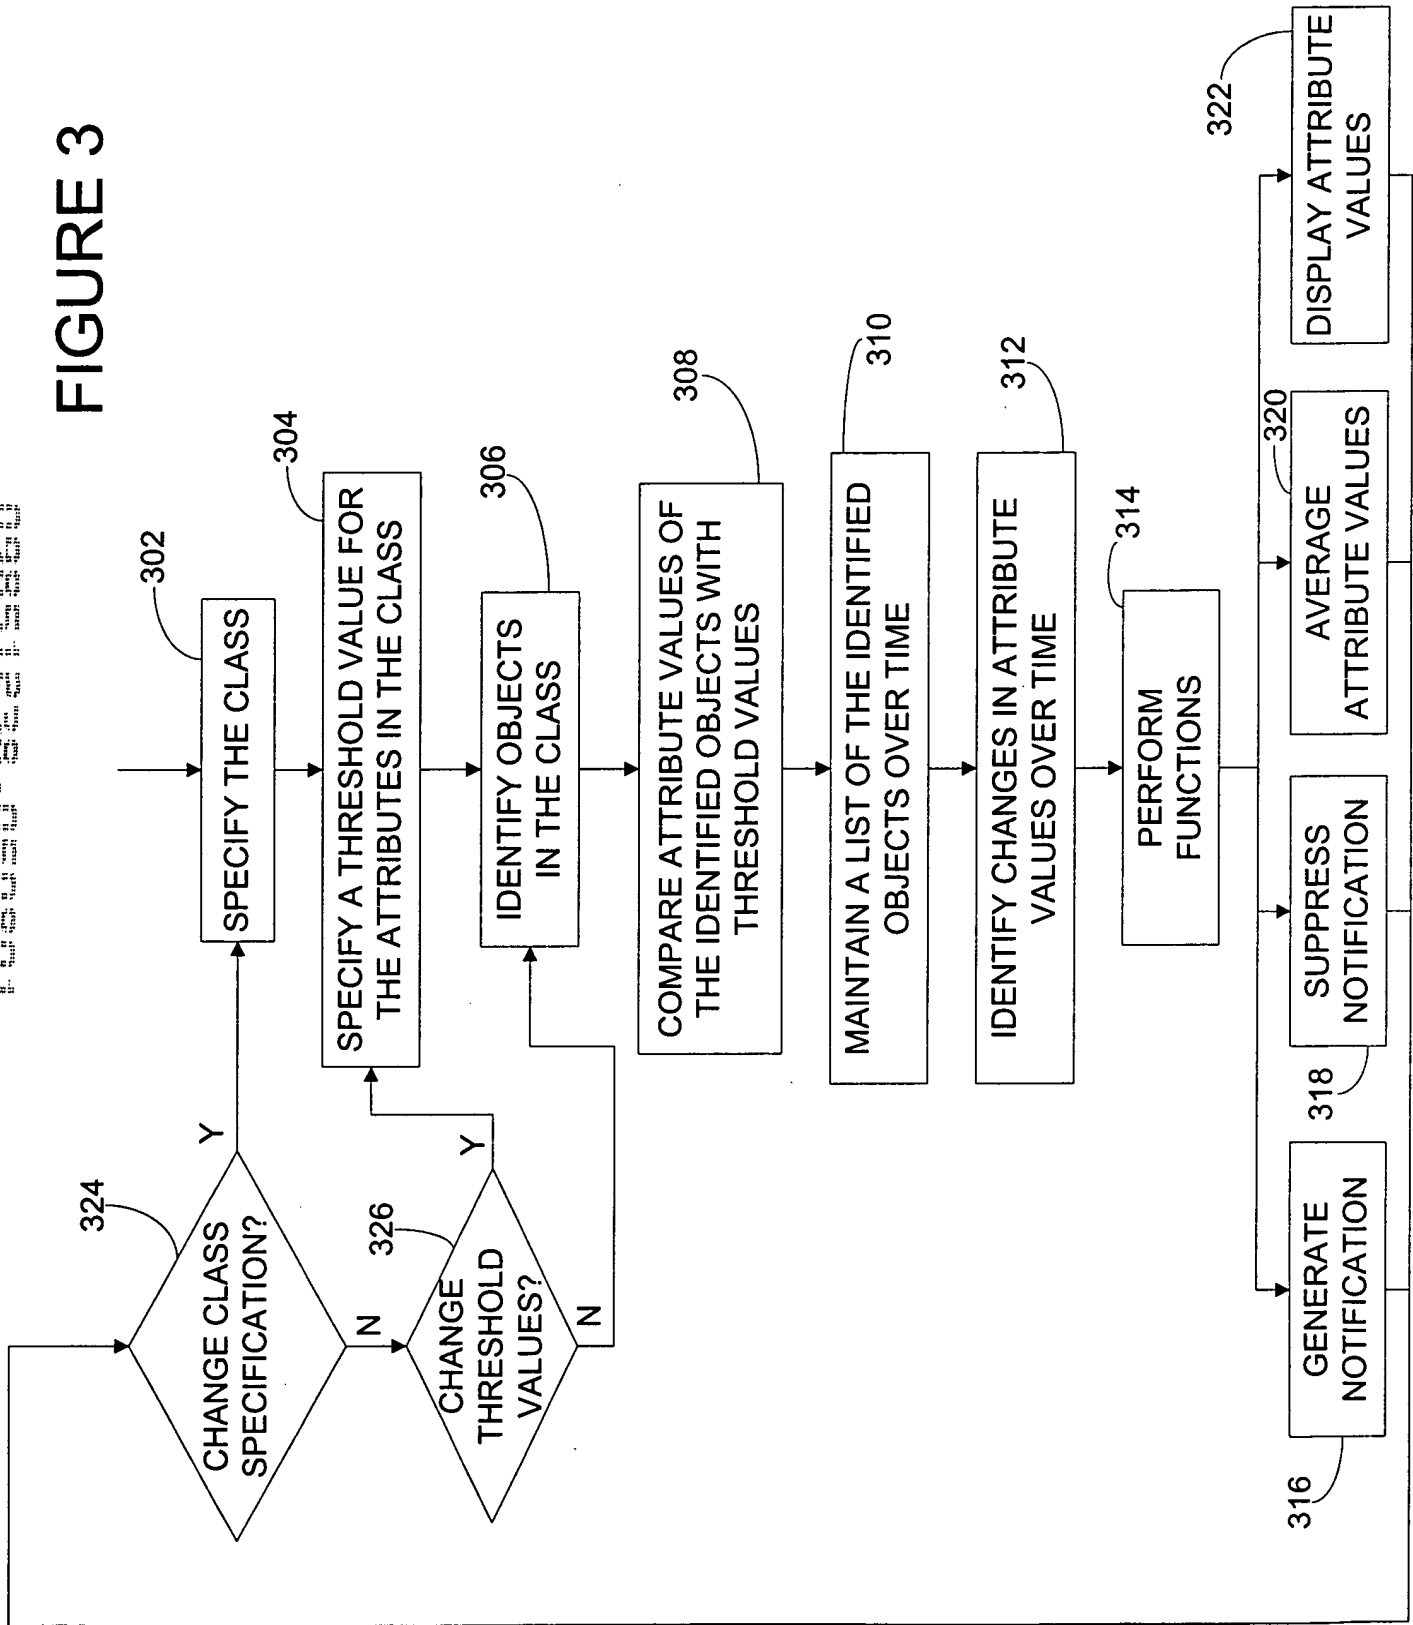 FIGURE 3
302
SPECIFY THE CLASS
304
SPECIFY A THRESHOLD VALUE FOR
THE ATTRIBUTES IN THE CLASS
306
IDENTIFY OBJECTS
IN THE CLASS
308
COMPARE ATTRIBUTE VALUES OF
THE IDENTIFIED OBJECTS WITH
THRESHOLD VALUES
310
MAINTAIN A LIST OF THE IDENTIFIED
OBJECTS OVER TIME
312
IDENTIFY CHANGES IN ATTRIBUTE
VALUES OVER TIME
314
PERFORM
FUNCTIONS
316
GENERATE
NOTIFICATION
318
SUPPRESS
NOTIFICATION
320
AVERAGE
ATTRIBUTE VALUES
322
DISPLAY ATTRIBUTE
VALUES
324
CHANGE CLASS
SPECIFICATION?
Y
N
326
CHANGE
THRESHOLD
VALUES?
Y
N